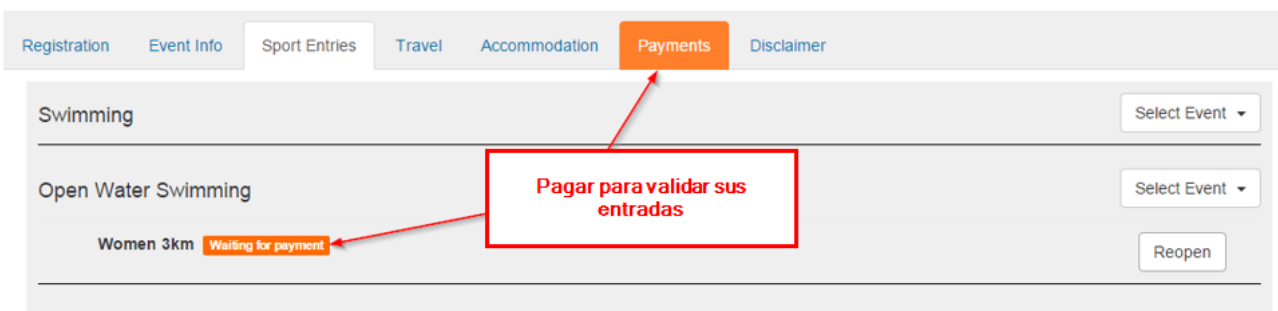 Registration Event Info Sport Entries Travel Accommodation Payments Disclaimer
Swimming Select Event
Open Water Swimming Select Event
Pagar para validar sus
entradas
Women 3km Waiting for payment Reopen